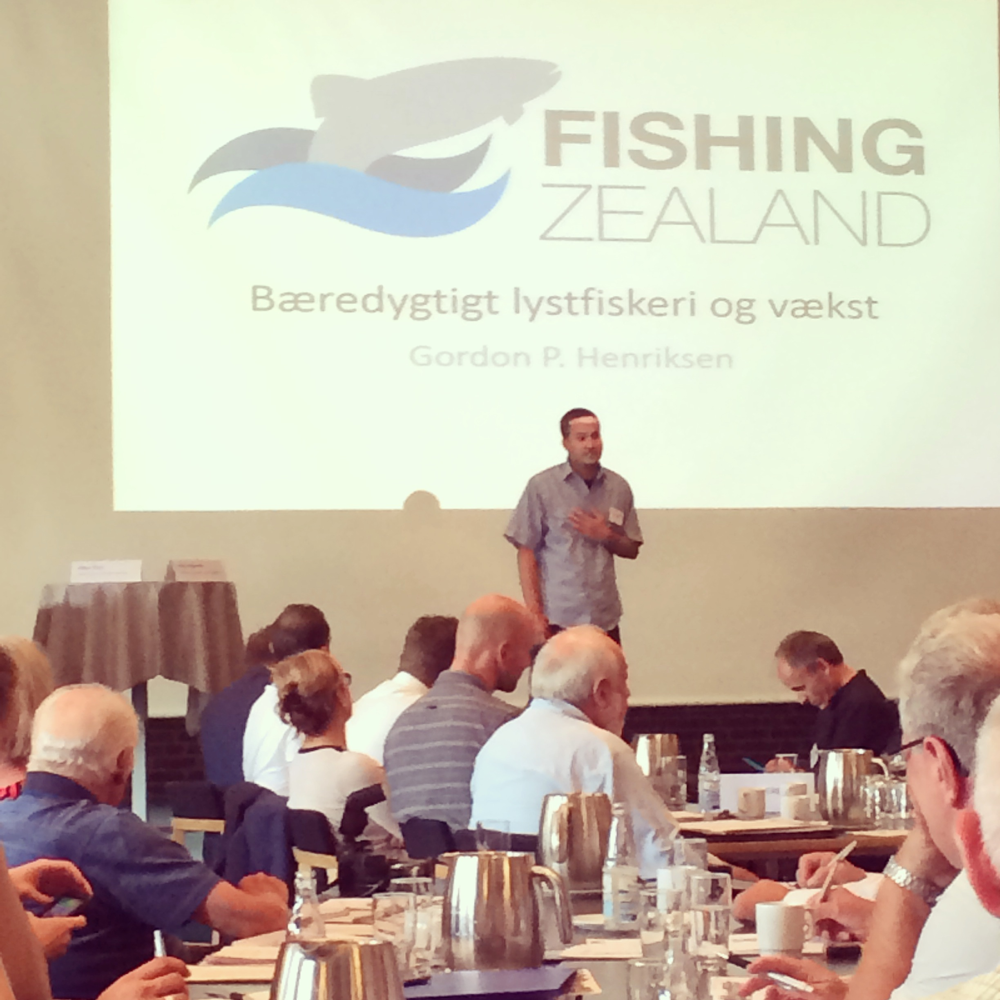 FISHING
ZEALAND
Bæredygtigt lystfiskeri og vækst
Gordon P. Henriksen